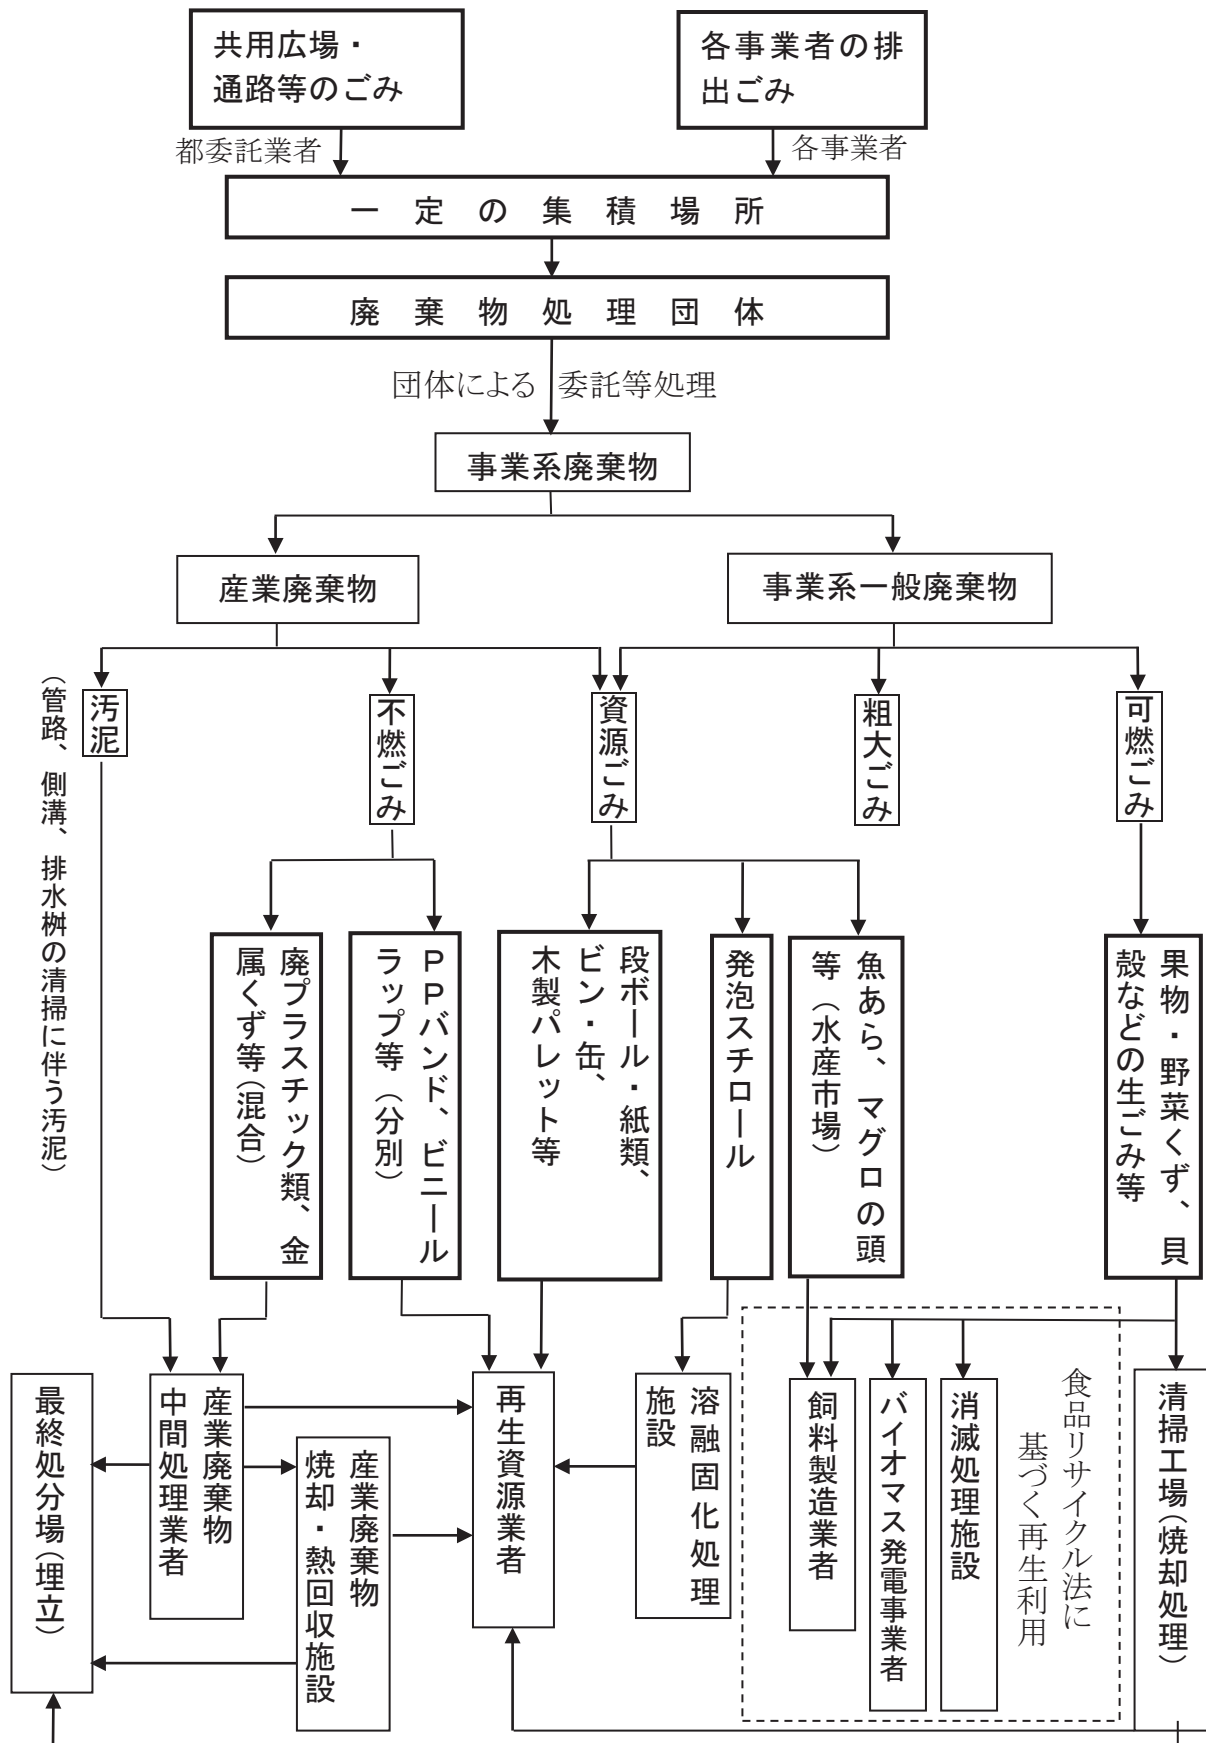 共用広場・
通路等のごみ
各事業者の排
出ごみ
都委託業者
各事業者
一定の集積場所
廃棄物処理団体
団体による 委託等処理
事業系廃棄物
産業廃棄物
事業系一般廃棄物
汚泥
（管路、側溝、排水桝の清掃に伴う汚泥）
不燃ごみ
資源ごみ
粗大ごみ
可燃ごみ
廃プラスチック類、金
属くず等（混合）
ＰＰバンド、ビニール
ラップ等（分別）
段ボール・紙類、
ビン・缶、
木製パレット等
発泡スチロール
魚あら、マグロの頭
等（水産市場）
果物・野菜くず、貝
殻などの生ごみ等
最終処分場（埋立）
産業廃棄物
中間処理業者
産業廃棄物
焼却・熱回収施設
再生資源業者
溶融固化処理
施設
飼料製造業者
バイオマス発電事業者
消滅処理施設
食品リサイクル法に
基づく再生利用
清掃工場（焼却処理）